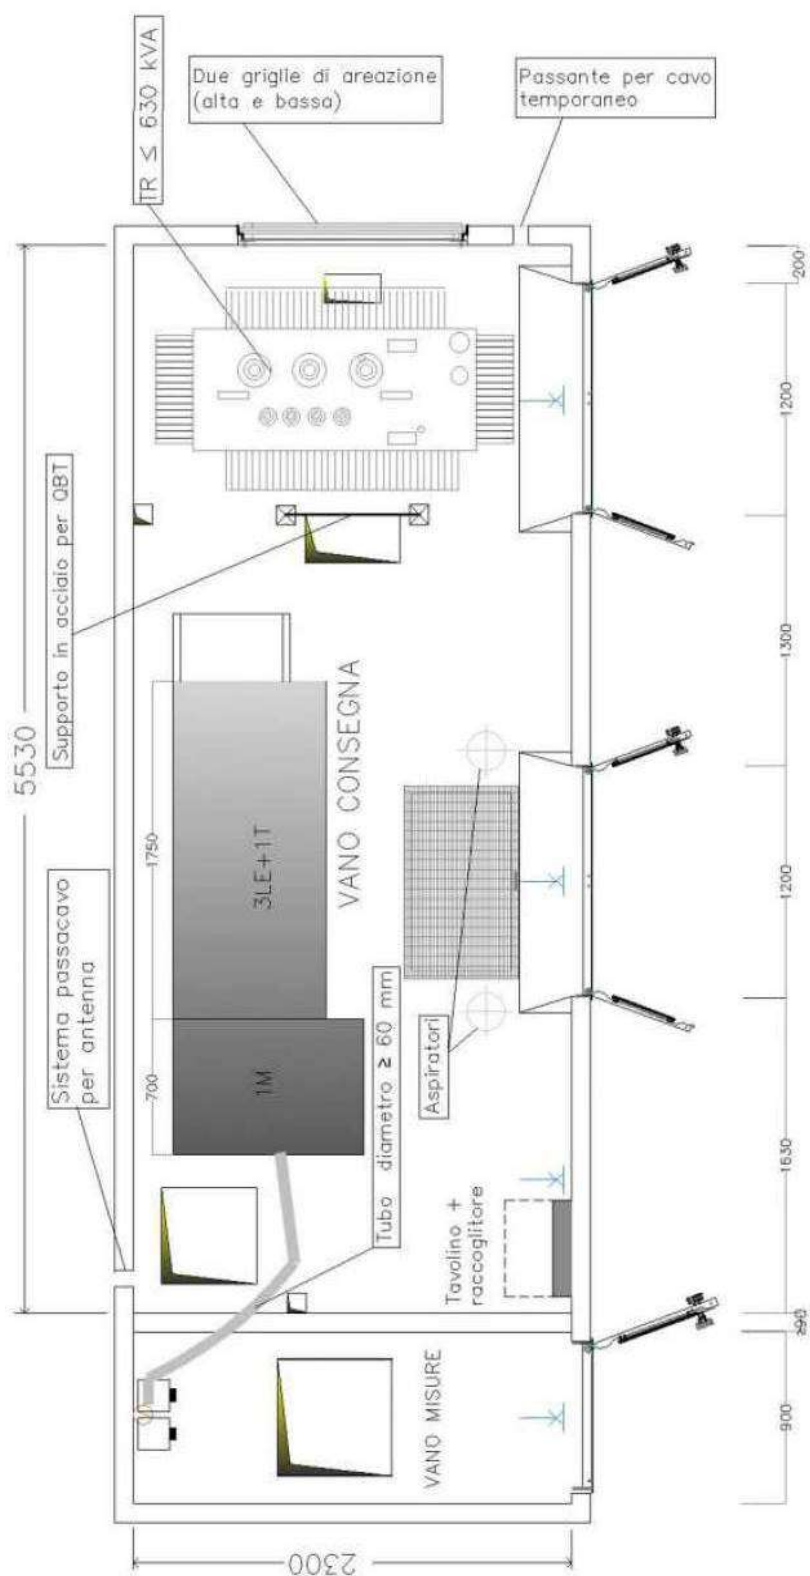 TR ≤ 630 KVA
Due griglie di areazione
(alta e bassa)
Passante per cavo
temporaneo
Supporto in acciaio per QBT
5530
Sistema passacavo
per antenna
VANO CONSEGNA
3LE+1T
1750
1M
700
Tubo diametro ≥ 60 mm
Aspiratori
Tavolino +
raccoglitore
VANO MISURE
2300
200
1200
1300
1200
1630
≥90
900